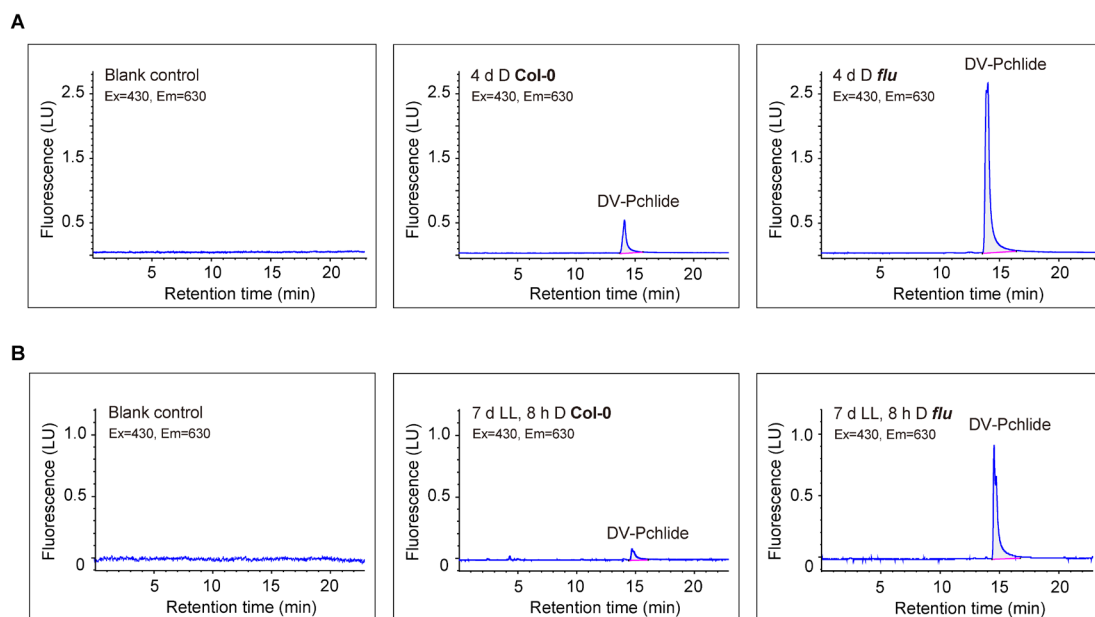 A
Blank control
Ex=430, Em=630
Fluorescence (LU)
2.5
1.5
0.5
5 10 15 20
Retention time (min)
4 d D Col-0
Ex=430, Em=630
DV-Pchlide
Fluorescence (LU)
2.5
1.5
0.5
5 10 15 20
Retention time (min)
4 d D flu
Ex=430, Em=630
DV-Pchlide
Fluorescence (LU)
2.5
1.5
0.5
5 10 15 20
Retention time (min)
B
Blank control
Ex=430, Em=630
Fluorescence (LU)
1.0
0.5
0
5 10 15 20
Retention time (min)
7 d LL, 8 h D Col-0
Ex=430, Em=630
DV-Pchlide
Fluorescence (LU)
1.0
0.5
0
5 10 15 20
Retention time (min)
7 d LL, 8 h D flu
Ex=430, Em=630
DV-Pchlide
Fluorescence (LU)
1.0
0.5
0
5 10 15 20
Retention time (min)